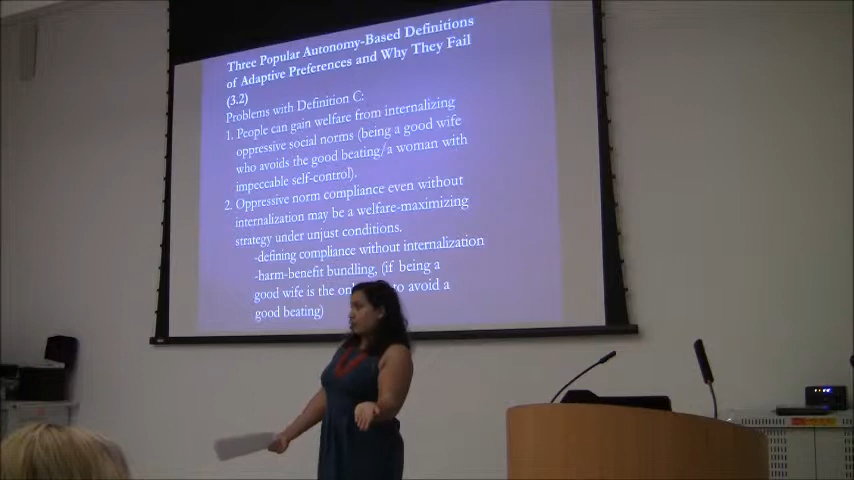 Three Popular Autonomy-Based Definitions
of Adaptive Preferences and Why They Fail
(3.2)
Problems with Definition C:
1. People can gain welfare from internalizing
oppressive social norms (being a good wife
who avoids the good beating/a woman with
impeccable self-control).
2. Oppressive norm compliance even without
internalization may be a welfare-maximizing
strategy under unjust conditions.
-defining compliance without internalization
-harm-benefit bundling, (if being a
good wife is the to avoid a
good beating)